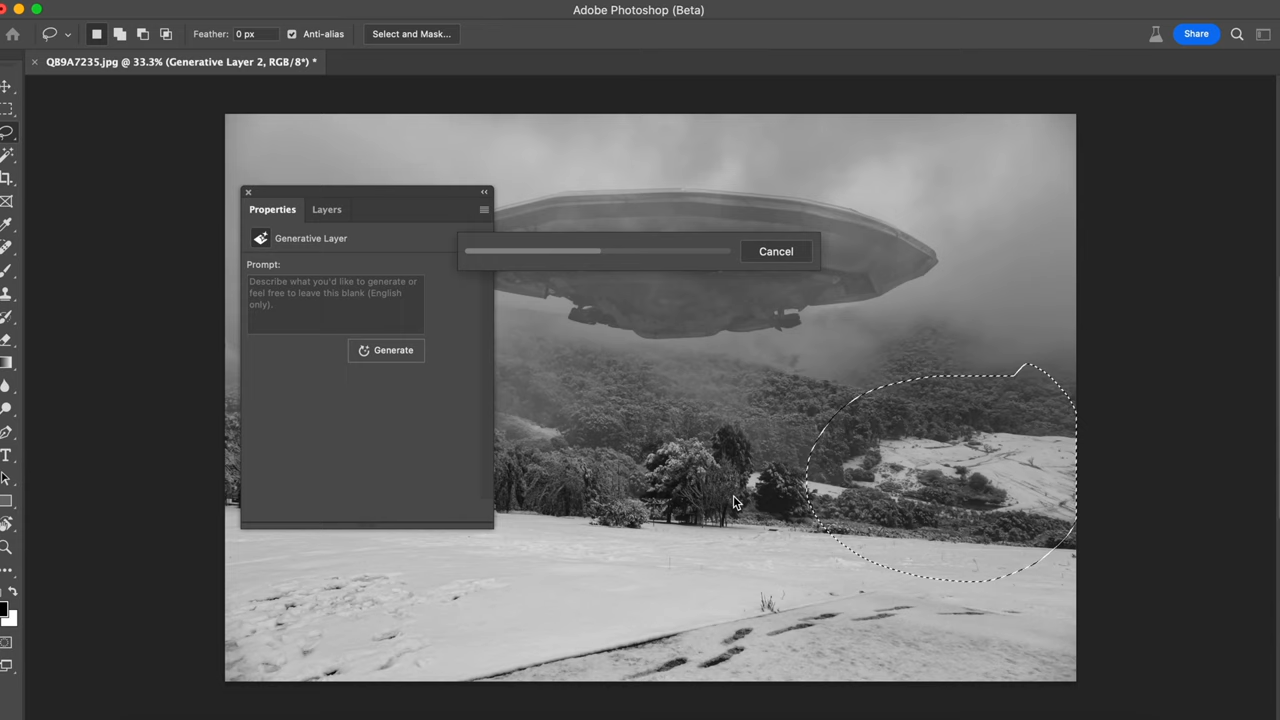 Adobe Photoshop (Beta)
Feather: 0 px Anti-alias Select and Mask... Share
QB9A7235.jpg @ 33.3% (Generative Layer 2, RGB/8*) *
Properties Layers
Generative Layer
Cancel
Prompt:
Describe what you'd like to generate or
feel free to leave this blank (English
only).
Generate